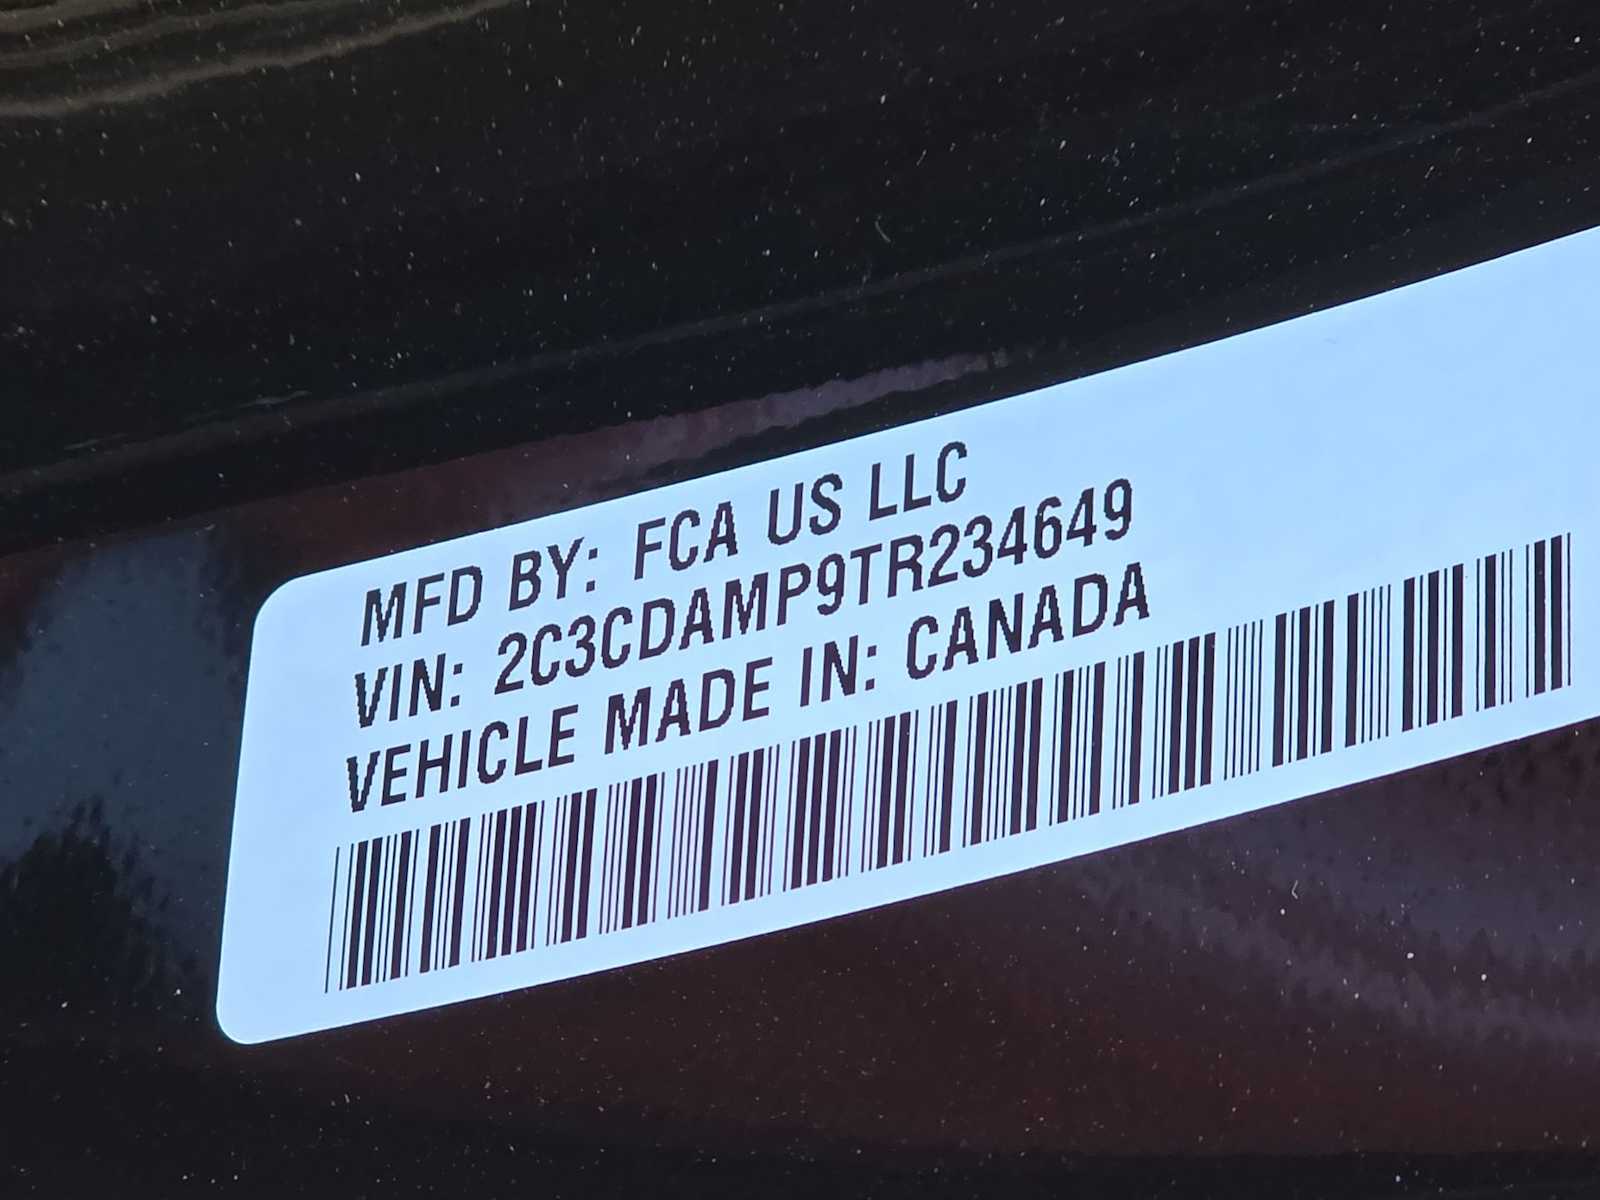 MFD BY: FCA US LLC
VIN: 2C3CDAMP9TR234649
VEHICLE MADE IN: CANADA